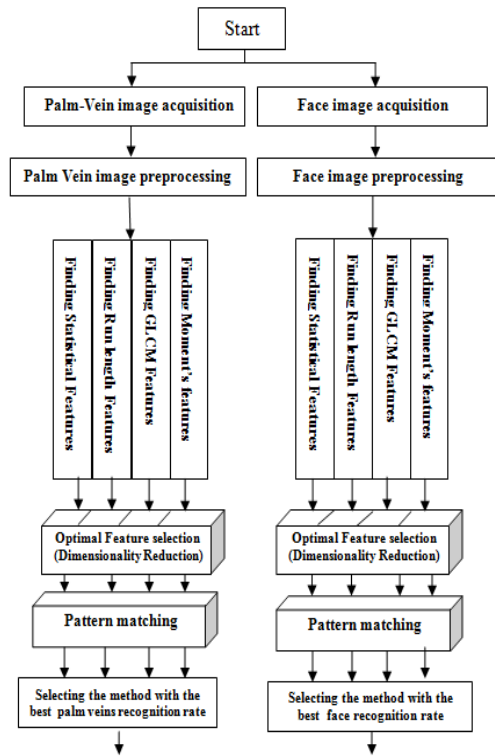 Start
Palm-Vein image acquisition
Face image acquisition
Palm Vein image preprocessing
Face image preprocessing
Finding Statistical Features
Finding Run length Features
Finding GLCM Features
Finding Moment's features
Finding Statistical Features
Finding Run length Features
Finding GLCM Features
Finding Moment's features
Optimal Feature selection
(Dimensionality Reduction)
Optimal Feature selection
(Dimensionality Reduction)
Pattern matching
Pattern matching
Selecting the method with the
best palm veins recognition rate
Selecting the method with the
best face recognition rate